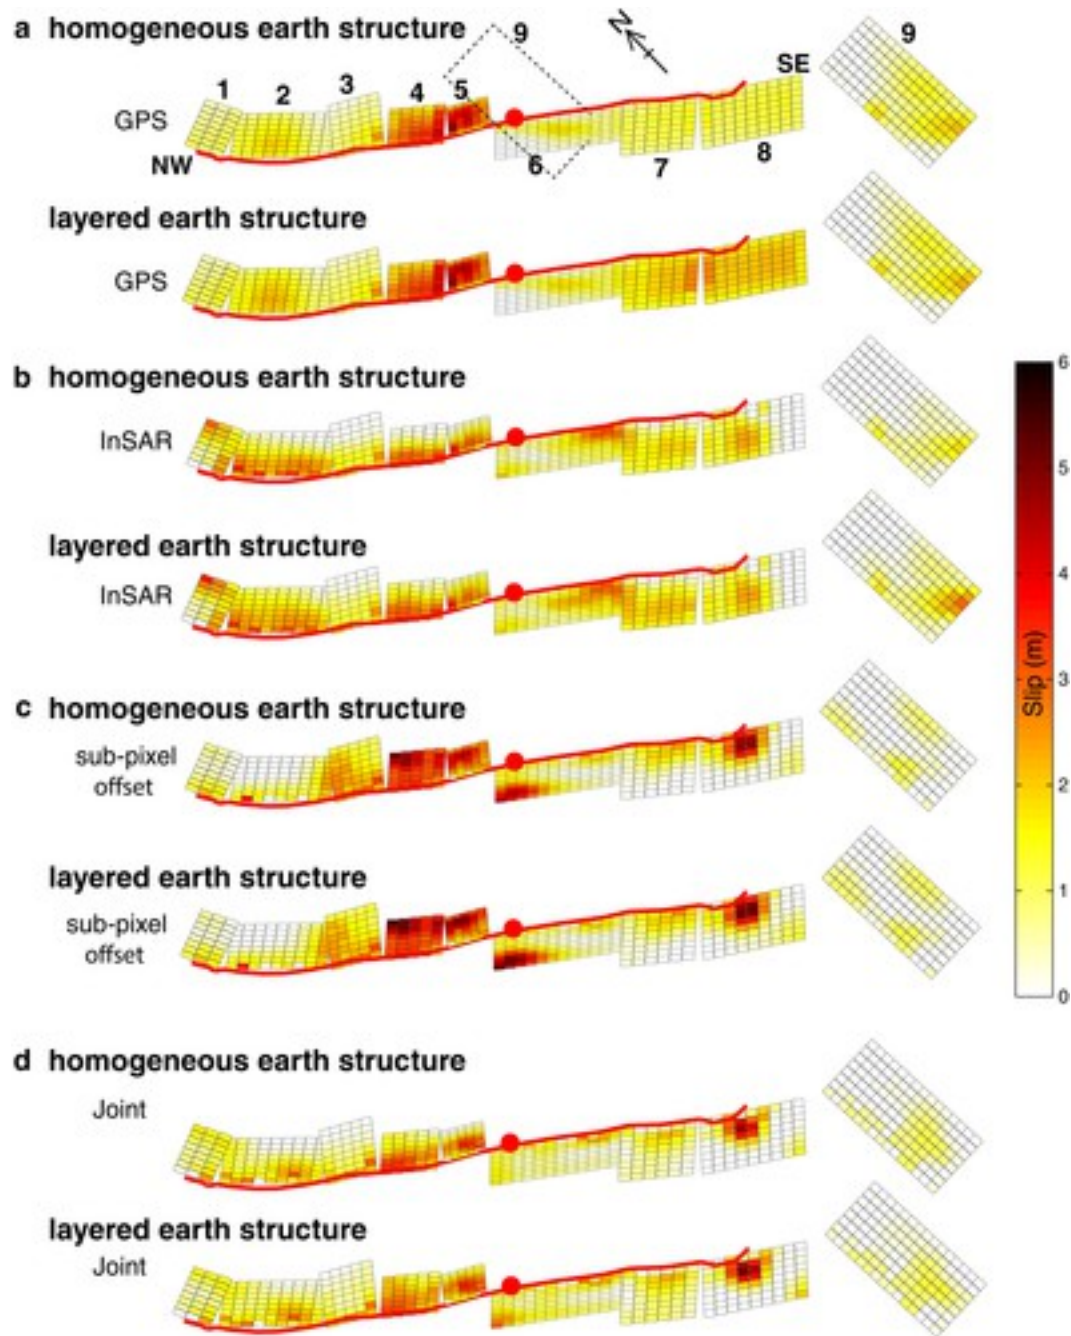 a homogeneous earth structure
9
N
SE
9
1 2 3 4 5
GPS
NW
6 7 8
layered earth structure
GPS
b homogeneous earth structure
InSAR
layered earth structure
InSAR
c homogeneous earth structure
sub-pixel
offset
layered earth structure
sub-pixel
offset
d homogeneous earth structure
Joint
layered earth structure
Joint
6
5
4
3
2
1
0
Slip (m)